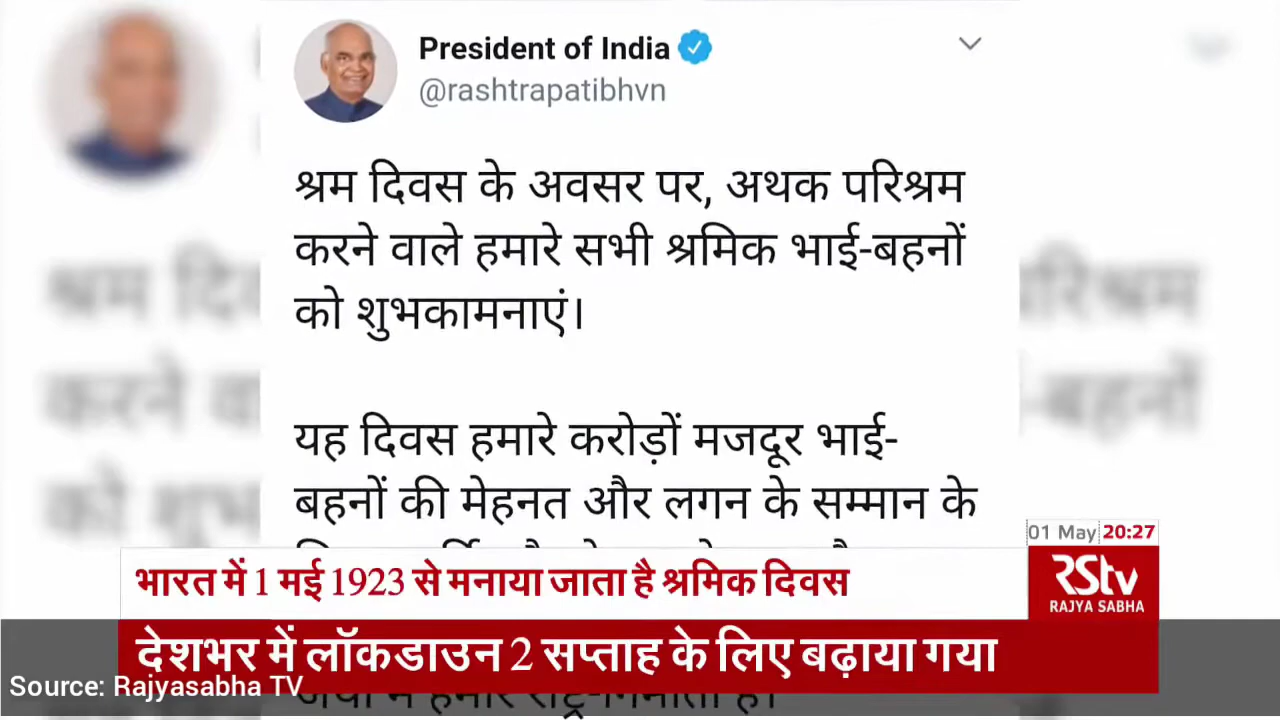 President of India
@rashtrapatibhvn
श्रम दिवस के अवसर पर, अथक परिश्रम
करने वाले हमारे सभी श्रमिक भाई-बहनों
को शुभकामनाएं।
यह दिवस हमारे करोड़ों मजदूर भाई-
बहनों की मेहनत और लगन के सम्मान के
01 May 20:27
भारत में 1 मई 1923 से मनाया जाता है श्रमिक दिवस
RStv
RAJYA SABHA
देशभर में लॉकडाउन 2 सप्ताह के लिए बढ़ाया गया
Source: Rajyasabha TV